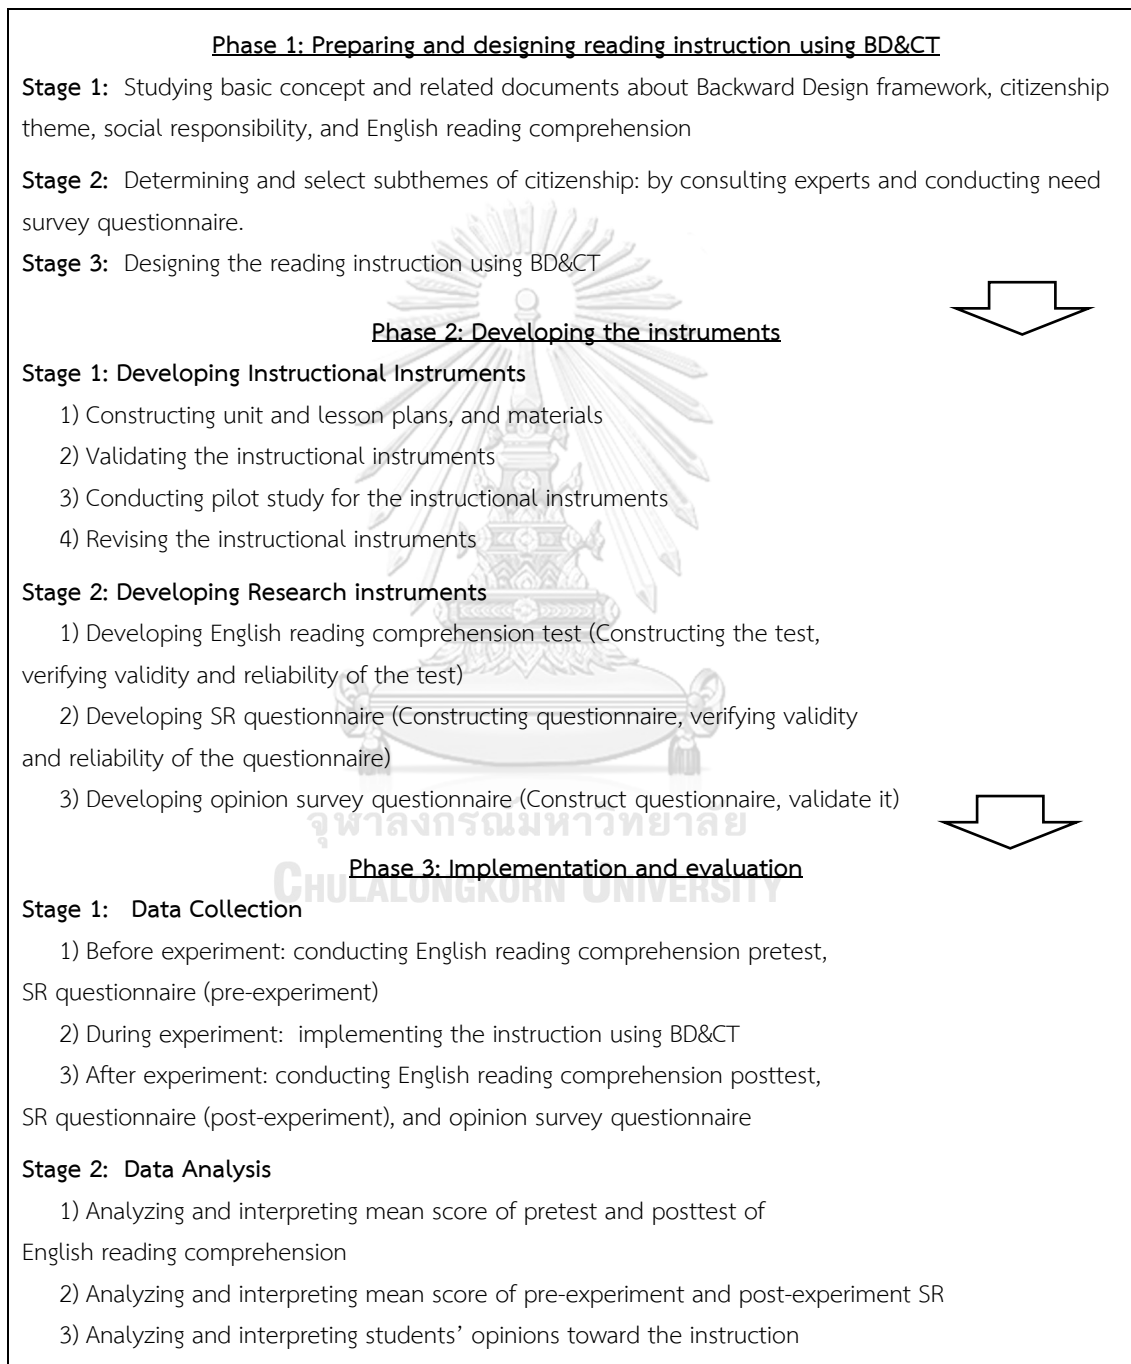 Phase 1: Preparing and designing reading instruction using BD&CT
Stage 1: Studying basic concept and related documents about Backward Design framework, citizenship
theme, social responsibility, and English reading comprehension
Stage 2: Determining and select subthemes of citizenship: by consulting experts and conducting need
survey questionnaire.
Stage 3: Designing the reading instruction using BD&CT
Phase 2: Developing the instruments
Stage 1: Developing Instructional Instruments
1) Constructing unit and lesson plans, and materials
2) Validating the instructional instruments
3) Conducting pilot study for the instructional instruments
4) Revising the instructional instruments
Stage 2: Developing Research instruments
1) Developing English reading comprehension test (Constructing the test,
verifying validity and reliability of the test)
2) Developing SR questionnaire (Constructing questionnaire, verifying validity
and reliability of the questionnaire)
3) Developing opinion survey questionnaire (Construct questionnaire, validate it)
จุฬาลงกรณ์มหาวิทยาลัย
Phase 3: Implementation and evaluation
CHULALONGKORN UNIVERSITY
Stage 1: Data Collection
1) Before experiment: conducting English reading comprehension pretest,
SR questionnaire (pre-experiment)
2) During experiment: implementing the instruction using BD&CT
3) After experiment: conducting English reading comprehension posttest,
SR questionnaire (post-experiment), and opinion survey questionnaire
Stage 2: Data Analysis
1) Analyzing and interpreting mean score of pretest and posttest of
English reading comprehension
2) Analyzing and interpreting mean score of pre-experiment and post-experiment SR
3) Analyzing and interpreting students' opinions toward the instruction